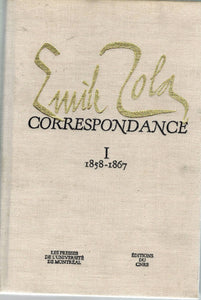 Emile Zola
CORRESPONDANCE
I
1858-1867
LES PRESSES
DE L'UNIVERSITÉ
DE MONTRÉAL
ÉDITIONS
DU
CNRS